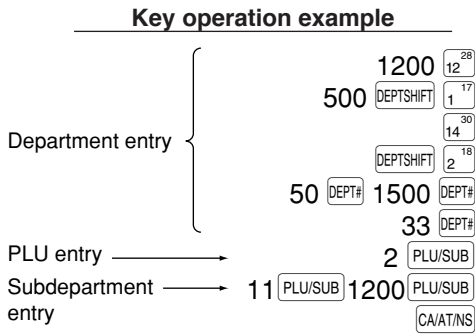 Key operation example
1200 12 28
500 DEPTSHIFT 1 17
14 30
Department entry
DEPTSHIFT 2 18
50 DEPT# 1500 DEPT#
33 DEPT#
PLU entry 2 PLU/SUB
Subdepartment 11 PLU/SUB 1200 PLU/SUB
entry
CA/AT/NS